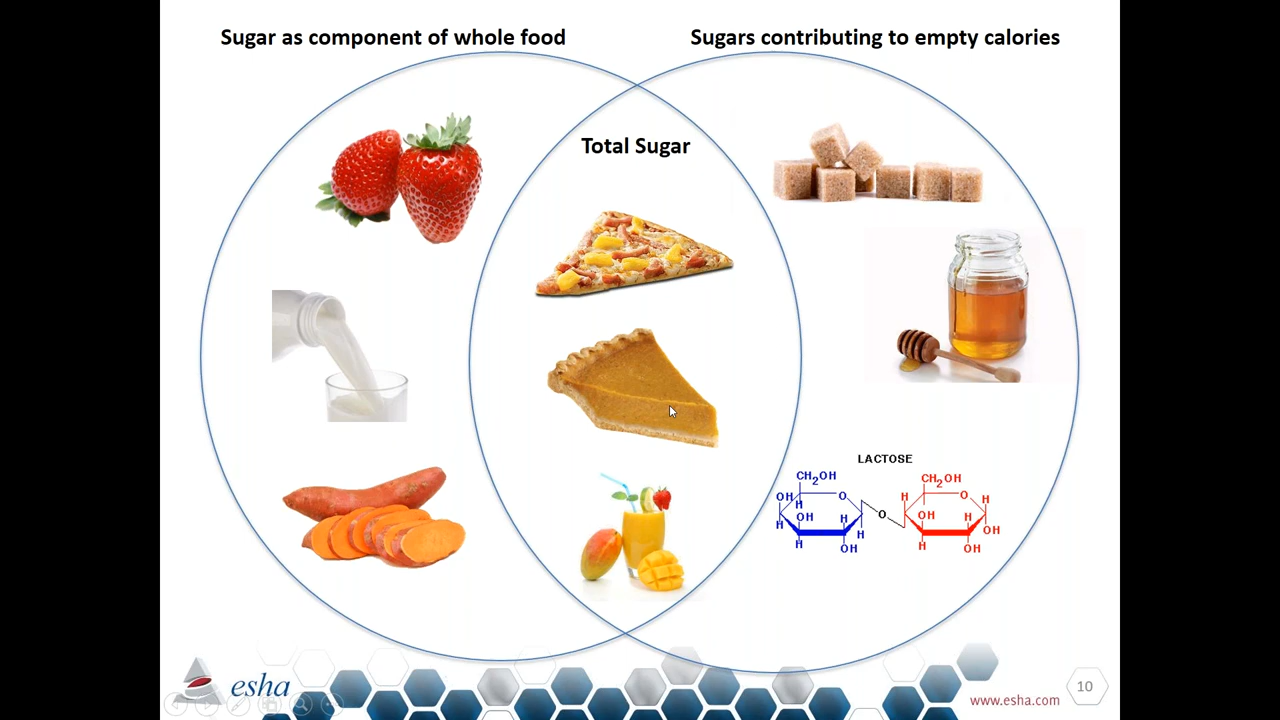 Sugar as component of whole food
Sugars contributing to empty calories
Total Sugar
LACTOSE
CH2OH
CH2OH
OH
H
O
H
O
H
H
OH
H
O
OH
H
H
H
H
OH
H
OH
H
OH
OH
esha
www.esha.com
10